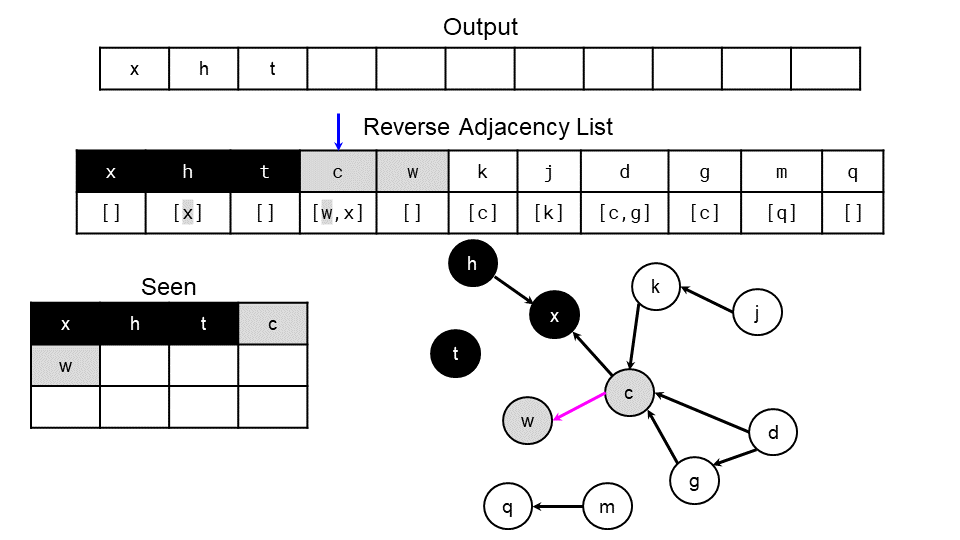 Output
x h t
Reverse Adjacency List
x h t c w k j d g m q
[] [x] [] [w,x] [] [c] [k] [c,g] [c] [q] []
Seen
x h t c
w
h
k
j
x
t
c
w
d
g
q
m